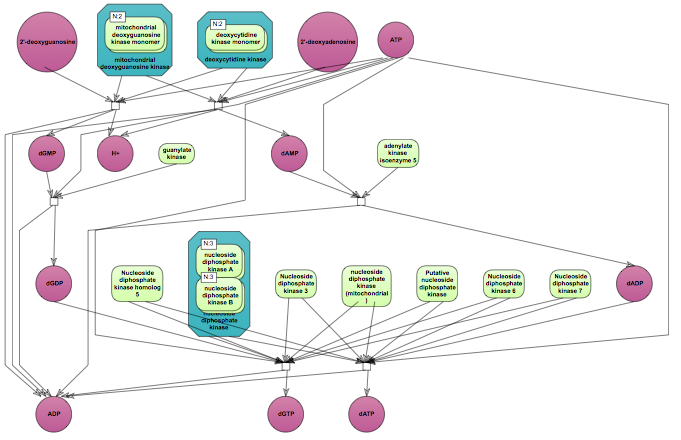 N:2
mitochondrial
deoxyguanosine
kinase monomer
mitochondrial
deoxyguanosine kinase
N:2
deoxycytidine
kinase monomer
deoxycytidine kinase
2'-deoxyguanosine
2'-deoxyadenosine
ATP
dGMP
H+
guanylate
kinase
dAMP
adenylate
kinase
isoenzyme 5
dGDP
Nucleoside
diphosphate
kinase homolog
5
N:3
nucleoside
diphosphate
kinase A
N:3
nucleoside
diphosphate
kinase B
nucleoside
diphosphate
kinase
Nucleoside
diphosphate
kinase 3
nucleoside
diphosphate
kinase
(mitochondrial
)
Putative
nucleoside
diphosphate
kinase
Nucleoside
diphosphate
kinase 6
Nucleoside
diphosphate
kinase 7
dADP
ADP
dGTP
dATP